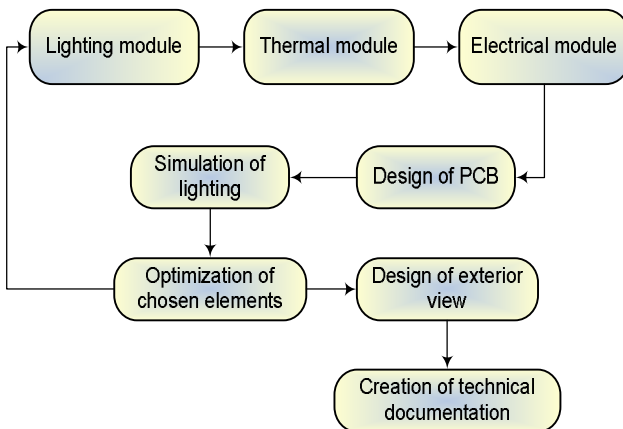 Lighting module
Thermal module
Electrical module
Simulation of
lighting
Design of PCB
Optimization of
chosen elements
Design of exterior
view
Creation of technical
documentation